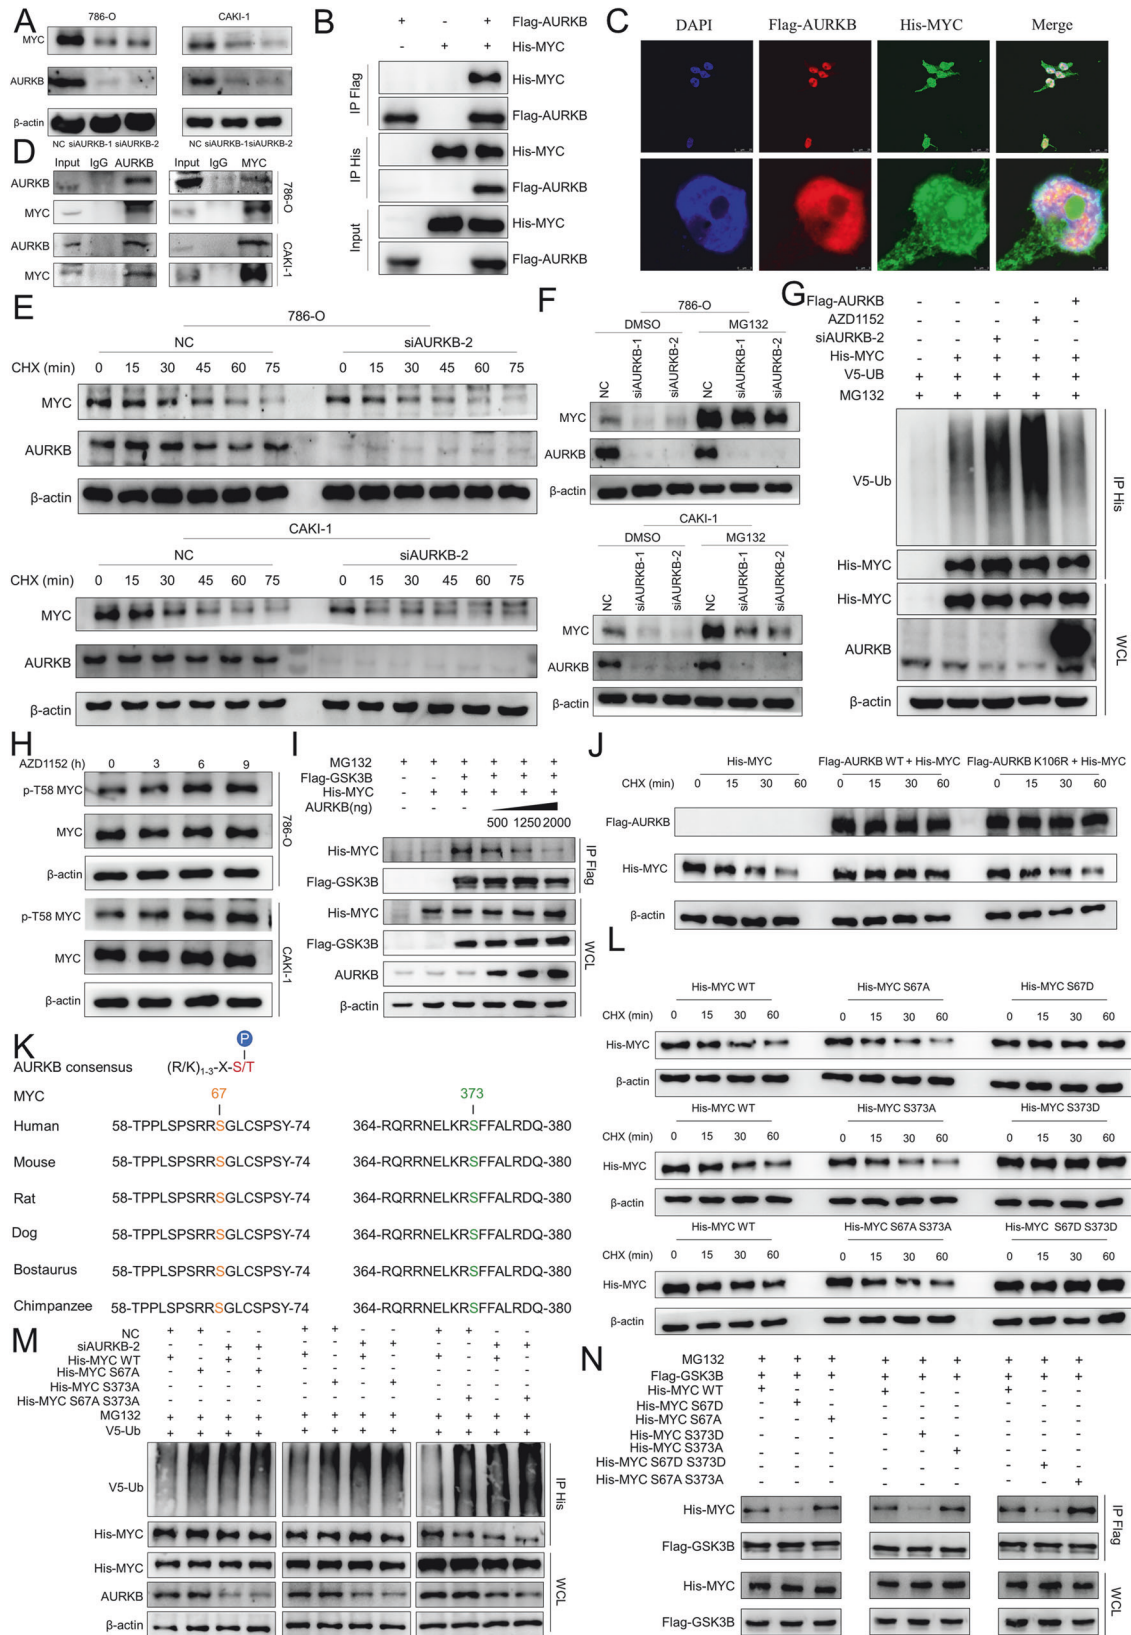 A
786-O
CAKI-1
MYC
AURKB
β-actin
NC siAURKB-1 siAURKB-2
NC siAURKB-1 siAURKB-2
B
+ - + Flag-AURKB
- + + His-MYC
IP Flag
His-MYC
Flag-AURKB
IP His
His-MYC
Flag-AURKB
Input
His-MYC
Flag-AURKB
C
DAPI Flag-AURKB His-MYC Merge
D
Input IgG AURKB Input IgG MYC
AURKB
MYC
786-O
AURKB
MYC
CAKI-1
E
786-O
NC siAURKB-2
CHX (min) 0 15 30 45 60 75 0 15 30 45 60 75
MYC
AURKB
β-actin
CAKI-1
NC siAURKB-2
CHX (min) 0 15 30 45 60 75 0 15 30 45 60 75
MYC
AURKB
β-actin
F
786-O
DMSO MG132
NC siAURKB-1 siAURKB-2 NC siAURKB-1 siAURKB-2
MYC
AURKB
β-actin
CAKI-1
DMSO MG132
NC siAURKB-1 siAURKB-2 NC siAURKB-1 siAURKB-2
MYC
AURKB
β-actin
G
Flag-AURKB - - - - +
AZD1152 - - - + -
siAURKB-2 - - + - -
His-MYC - + + + +
V5-UB + + + + +
MG132 + + + + +
V5-Ub
His-MYC
IP His
His-MYC
AURKB
β-actin
WCL
H
AZD1152 (h) 0 3 6 9
p-T58 MYC
MYC
β-actin
786-O
p-T58 MYC
MYC
β-actin
CAKI-1
I
MG132 + + + + + +
Flag-GSK3B - - + + + +
His-MYC - + + + + +
AURKB(ng) - - -
500 1250 2000
His-MYC
Flag-GSK3B
IP Flag
His-MYC
Flag-GSK3B
AURKB
β-actin
WCL
J
His-MYC Flag-AURKB WT + His-MYC Flag-AURKB K106R + His-MYC
CHX (min) 0 15 30 60 0 15 30 60 0 15 30 60
Flag-AURKB
His-MYC
β-actin
K
P
AURKB consensus (R/K)1-3-X-S/T
MYC 67 373
Human 58-TPPLSPSRRSGLCSPSY-74 364-RQRRNELKRSFFALRDQ-380
Mouse 58-TPPLSPSRRSGLCSPSY-74 364-RQRRNELKRSFFALRDQ-380
Rat 58-TPPLSPSRRSGLCSPSY-74 364-RQRRNELKRSFFALRDQ-380
Dog 58-TPPLSPSRRSGLCSPSY-74 364-RQRRNELKRSFFALRDQ-380
Bostaurus 58-TPPLSPSRRSGLCSPSY-74 364-RQRRNELKRSFFALRDQ-380
Chimpanzee 58-TPPLSPSRRSGLCSPSY-74 364-RQRRNELKRSFFALRDQ-380
L
His-MYC WT His-MYC S67A His-MYC S67D
CHX (min) 0 15 30 60 0 15 30 60 0 15 30 60
His-MYC
β-actin
His-MYC WT His-MYC S373A His-MYC S373D
CHX (min) 0 15 30 60 0 15 30 60 0 15 30 60
His-MYC
β-actin
His-MYC WT His-MYC S67A S373A His-MYC S67D S373D
CHX (min) 0 15 30 60 0 15 30 60 0 15 30 60
His-MYC
β-actin
M
NC + + - - + + - - + + - -
siAURKB-2 - - + + - - + + - - + +
His-MYC WT + - + - + - + - + - + -
His-MYC S67A - + - + - - - - - - - -
His-MYC S373A - - - - - + - + - - - -
His-MYC S67A S373A - - - - - - - - - + - +
MG132 + + + + + + + + + + + +
V5-Ub + + + + + + + + + + + +
V5-Ub
His-MYC
IP His
His-MYC
AURKB
β-actin
WCL
N
MG132 + + + + + + + + +
Flag-GSK3B + + + + + + + + +
His-MYC WT + - - + - - + - -
His-MYC S67D - + - - - - - - -
His-MYC S67A - - + - - - - - -
His-MYC S373D - - - - + - - - -
His-MYC S373A - - - - - + - - -
His-MYC S67D S373D - - - - - - - + -
His-MYC S67A S373A - - - - - - - - +
His-MYC
Flag-GSK3B
IP Flag
His-MYC
Flag-GSK3B
WCL